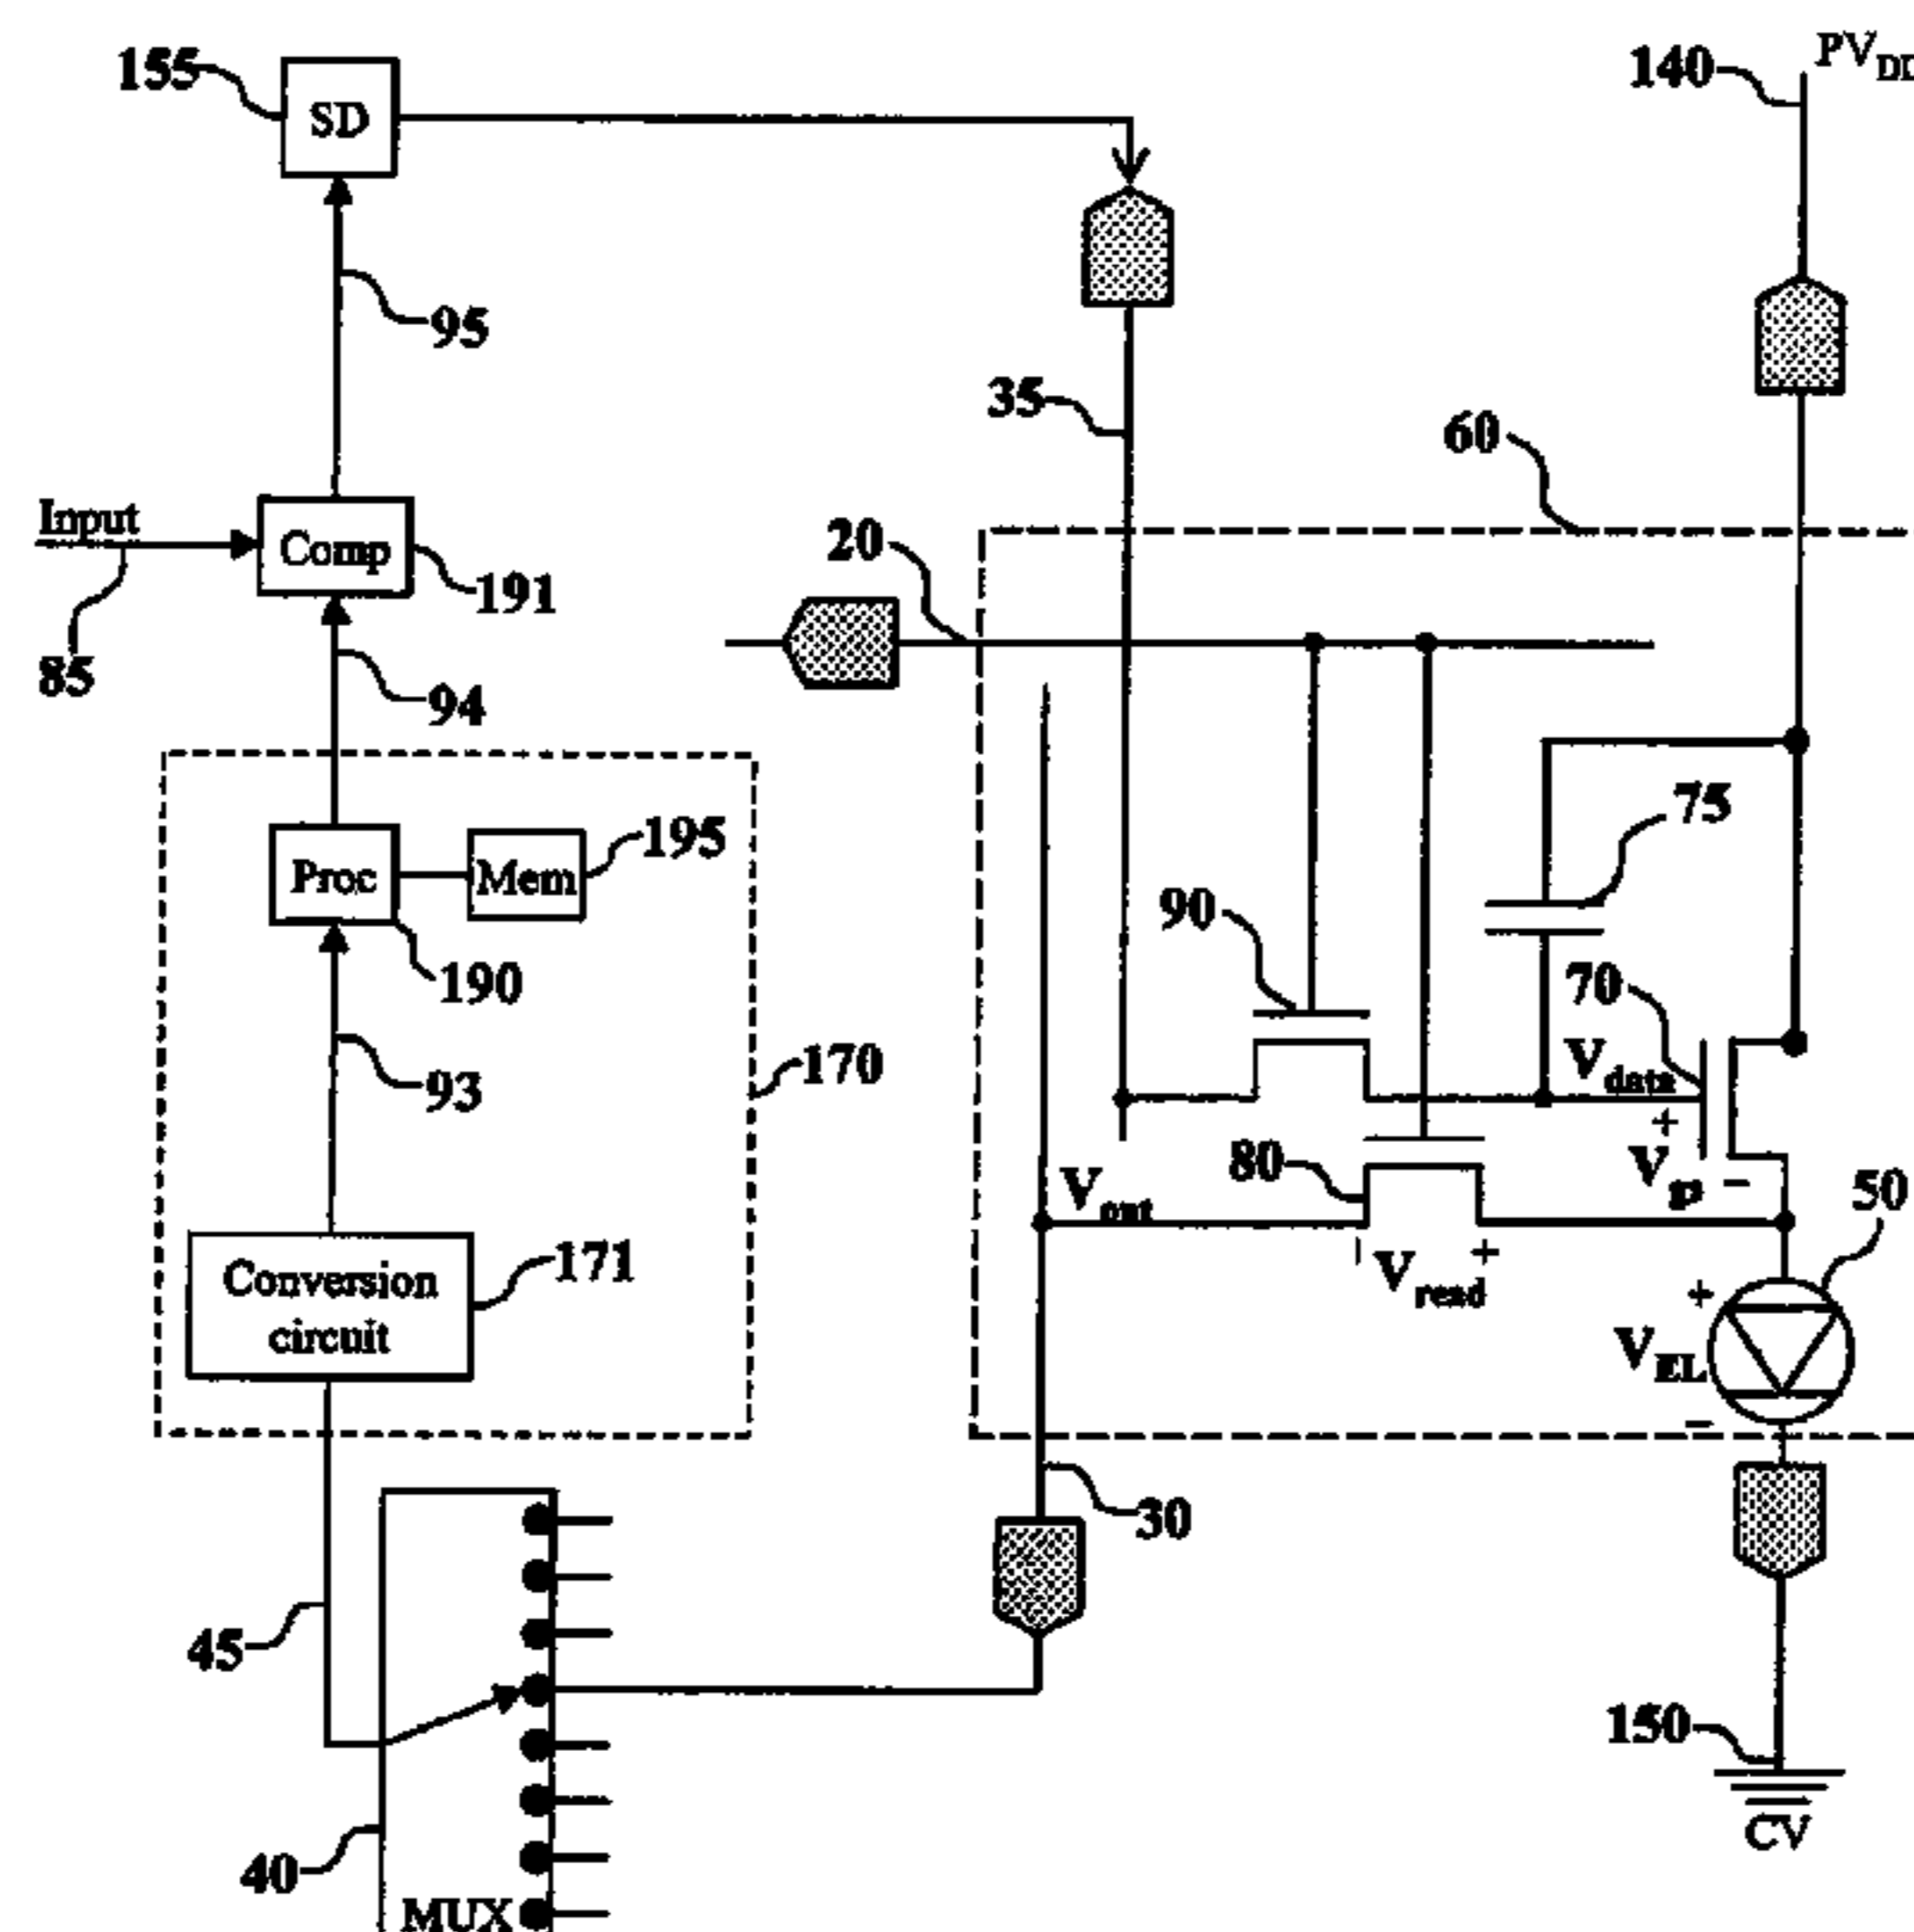 155
SD
140
PVDD
95
35
60
Input
Comp
20
191
85
94
75
Proc
Mem
195
90
190
70
170
Vdata
93
+
80
Vgs
−
Vout
50
Conversion
circuit
171
− Vread +
+
VEL
−
30
45
150
CV
40
MUX